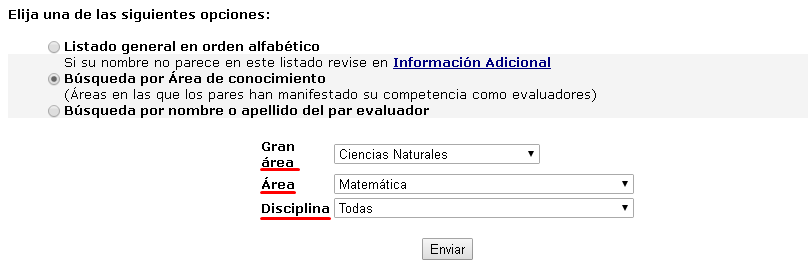 Elija una de las siguientes opciones:
Listado general en orden alfabético
Si su nombre no parece en este listado revise en Información Adicional
Búsqueda por Área de conocimiento
(Áreas en las que los pares han manifestado su competencia como evaluadores)
Búsqueda por nombre o apellido del par evaluador
Gran
área Ciencias Naturales
Área Matemática
Disciplina Todas
Enviar